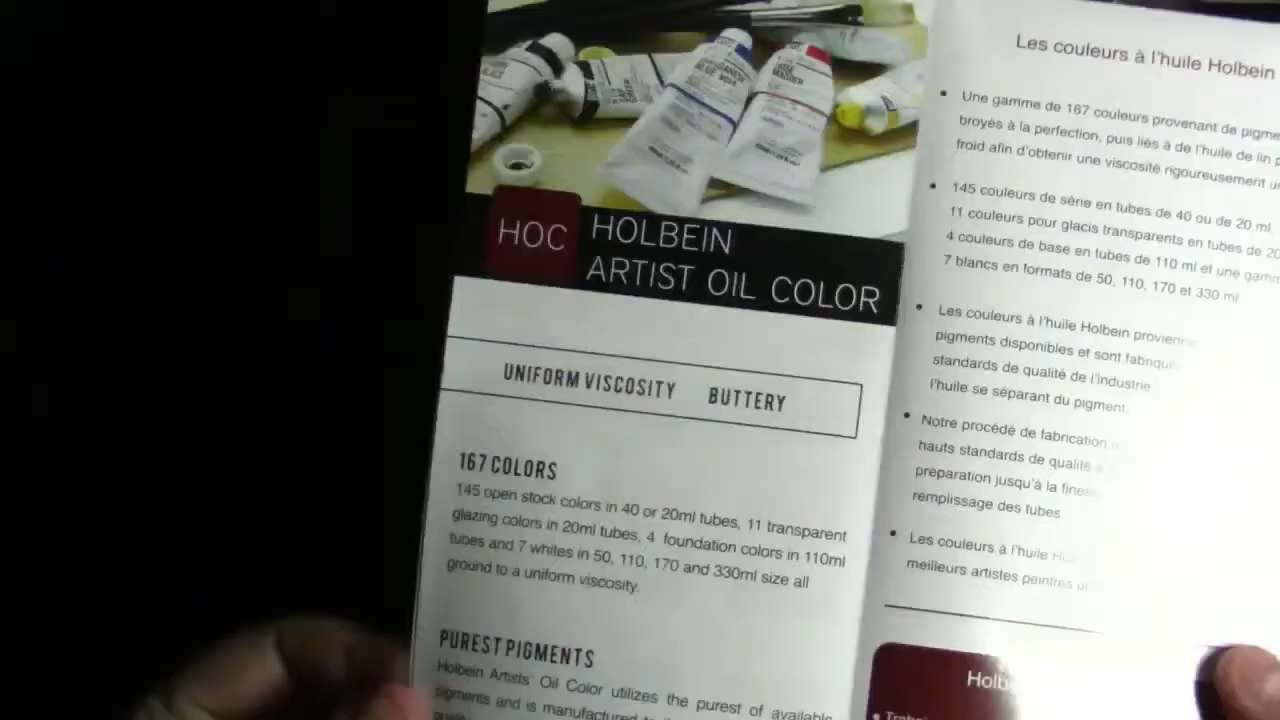 HOC
HOLBEIN
ARTIST OIL COLOR
UNIFORM VISCOSITY BUTTERY
167 COLORS
145 open stock colors in 40 or 20ml tubes, 11 transparent
glazing colors in 20ml tubes, 4 foundation colors in 110ml
tubes and 7 whites in 50, 110, 170 and 330ml size all
ground to a uniform viscosity.
PUREST PIGMENTS
Holbein Artists' Oil Color utilizes the purest of available
pigments and is manufactured
Les couleurs à l'huile Holbein
• Une gamme de 167 couleurs provenant de
broyés à la perfection, puis liés à de l'huile de lin
froid afin d'obtenir une viscosité rigoureusement
• 145 couleurs de série en tubes de 40 ou de 20 ml
11 couleurs pour glacis transparents en tubes de
4 couleurs de base en tubes de 110 ml et une
7 blancs en formats de 50, 110, 170 et 330 ml
• Les couleurs à l'huile Holbein
pigments disponibles et sont
standards de qualité de l'industrie
l'huile se séparant du pigment
• Notre procédé de fabrication
hauts standards de qualité
préparation jusqu'à la
remplissage des tubes
• Les couleurs à l'huile
meilleurs artistes peintres